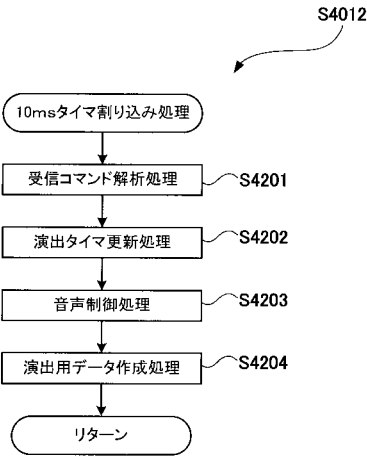 S4012
10msタイマ割り込み処理
受信コマンド解析処理 S4201
演出タイマ更新処理 S4202
音声制御処理 S4203
演出用データ作成処理 S4204
リターン